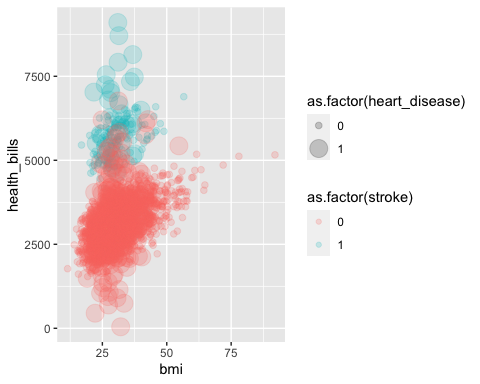 7500
5000
2500
0
health_bills
25
50
75
bmi
as.factor(heart_disease)
0
1
as.factor(stroke)
0
1